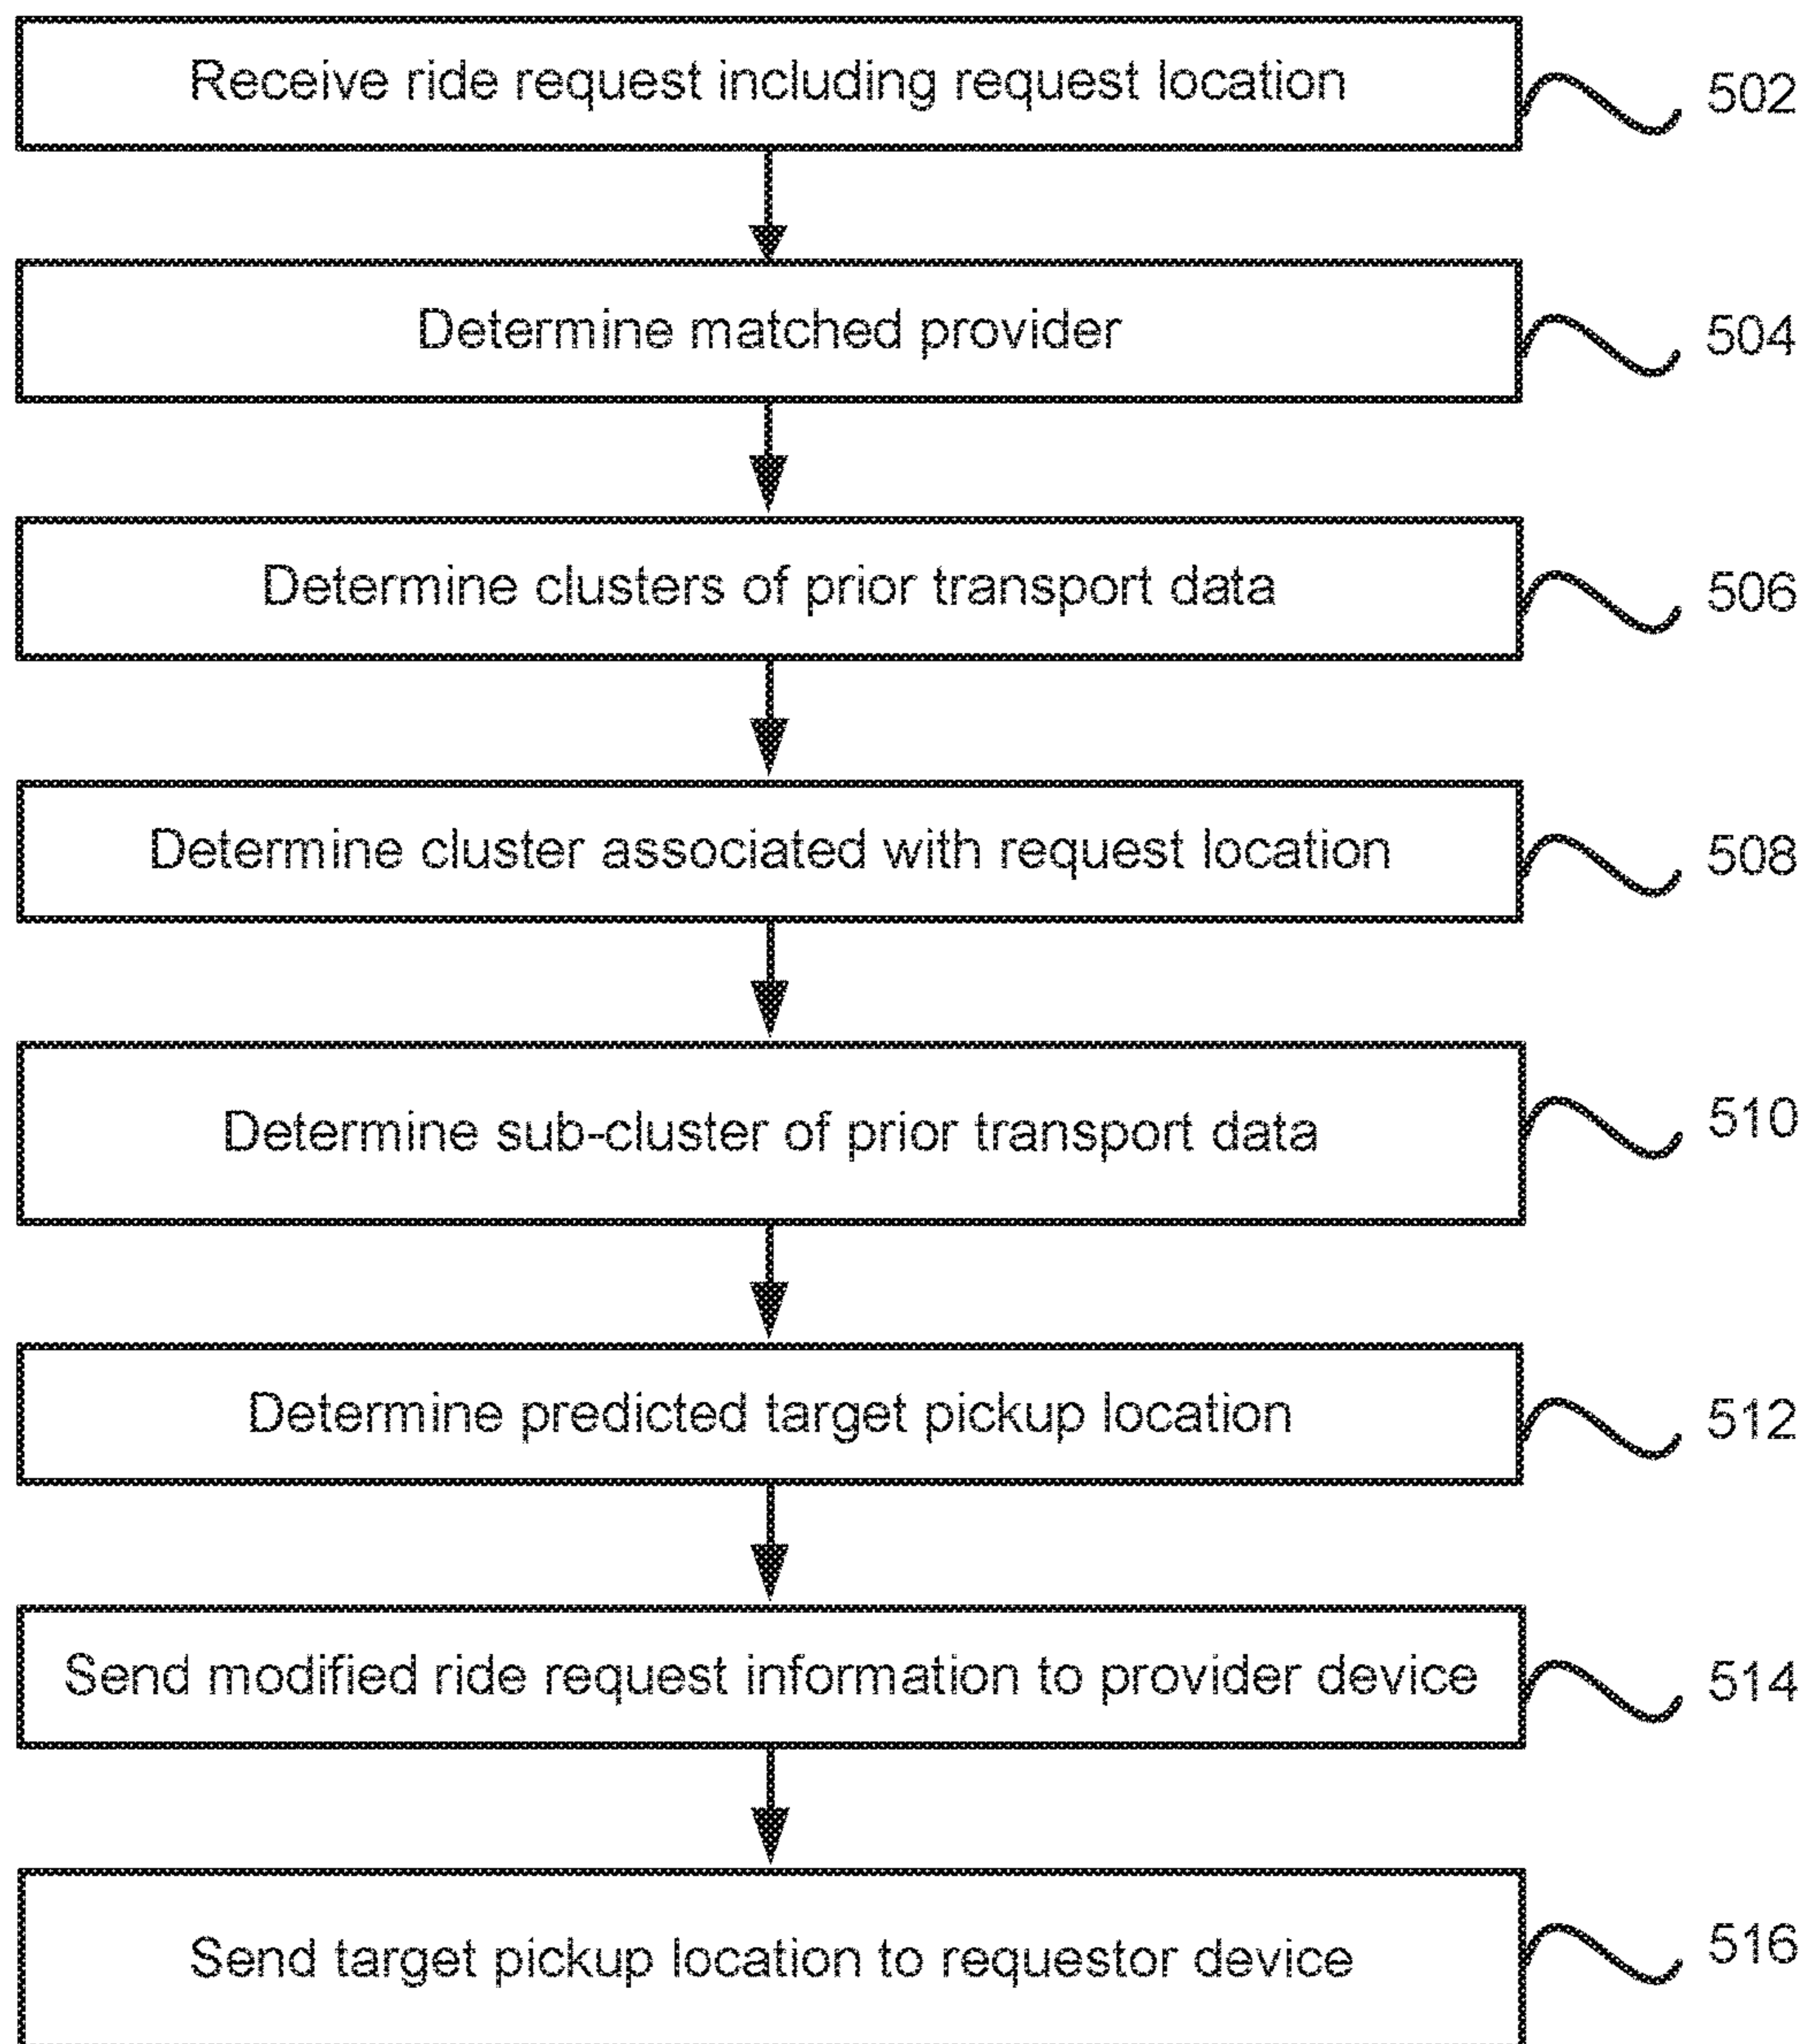 Receive ride request including request location
502
Determine matched provider
504
Determine clusters of prior transport data
506
Determine cluster associated with request location
508
Determine sub-cluster of prior transport data
510
Determine predicted target pickup location
512
Send modified ride request information to provider device
514
Send target pickup location to requestor device
516